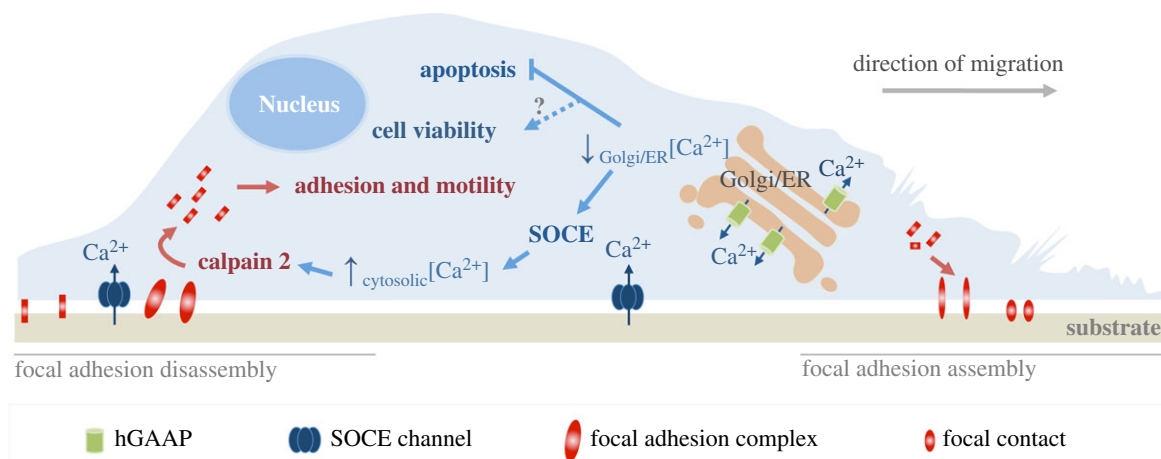 apoptosis
direction of migration
Nucleus
?
cell viability
↓ Golgi/ER[Ca²⁺]
Ca²⁺
Golgi/ER
adhesion and motility
SOCE
Ca²⁺
Ca²⁺
Ca²⁺
calpain 2
↑ cytosolic[Ca²⁺]
substrate
focal adhesion disassembly
focal adhesion assembly
hGAAP
SOCE channel
focal adhesion complex
focal contact